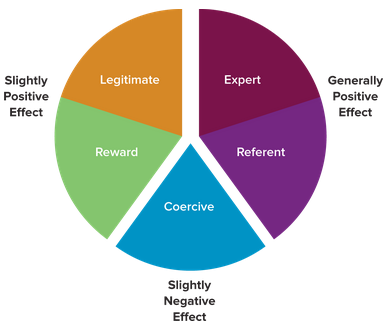 Legitimate
Expert
Slightly
Positive
Effect
Generally
Positive
Effect
Reward
Referent
Coercive
Slightly
Negative
Effect